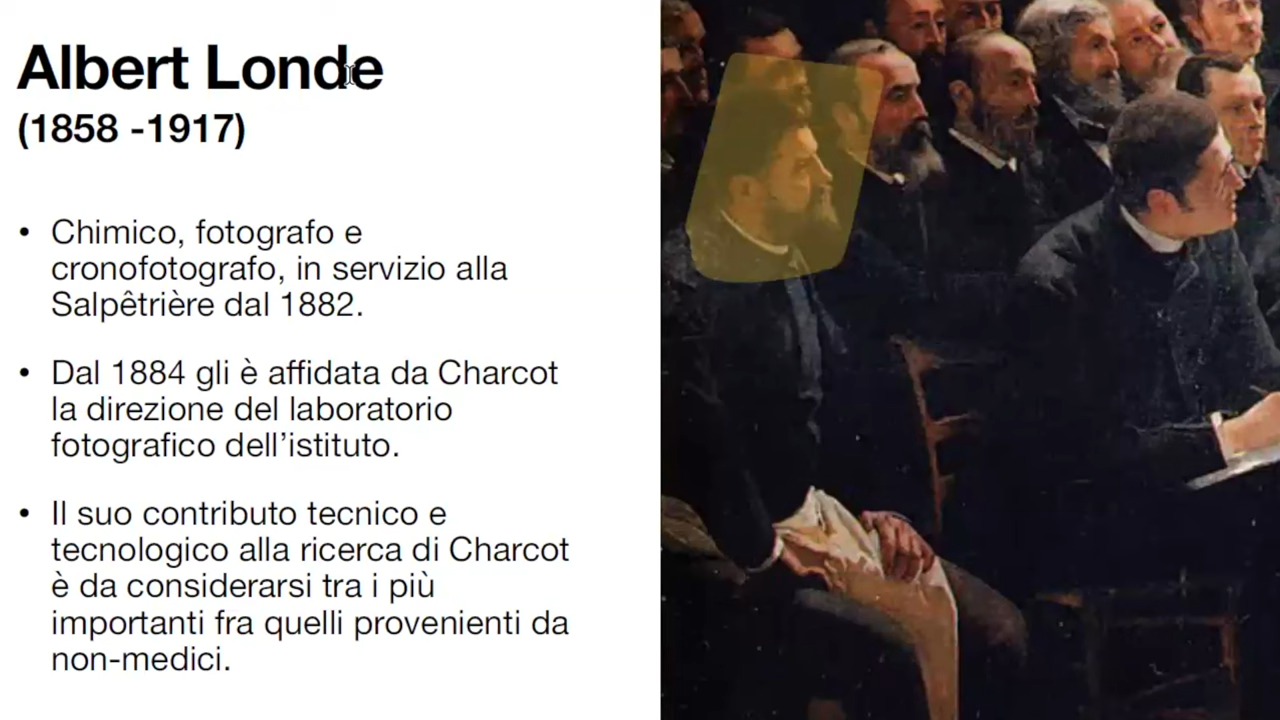 Albert Londe
(1858 -1917)
• Chimico, fotografo e
cronofotografo, in servizio alla
Salpêtrière dal 1882.
• Dal 1884 gli è affidata da Charcot
la direzione del laboratorio
fotografico dell’istituto.
• Il suo contributo tecnico e
tecnologico alla ricerca di Charcot
è da considerarsi tra i più
importanti fra quelli provenienti da
non-medici.